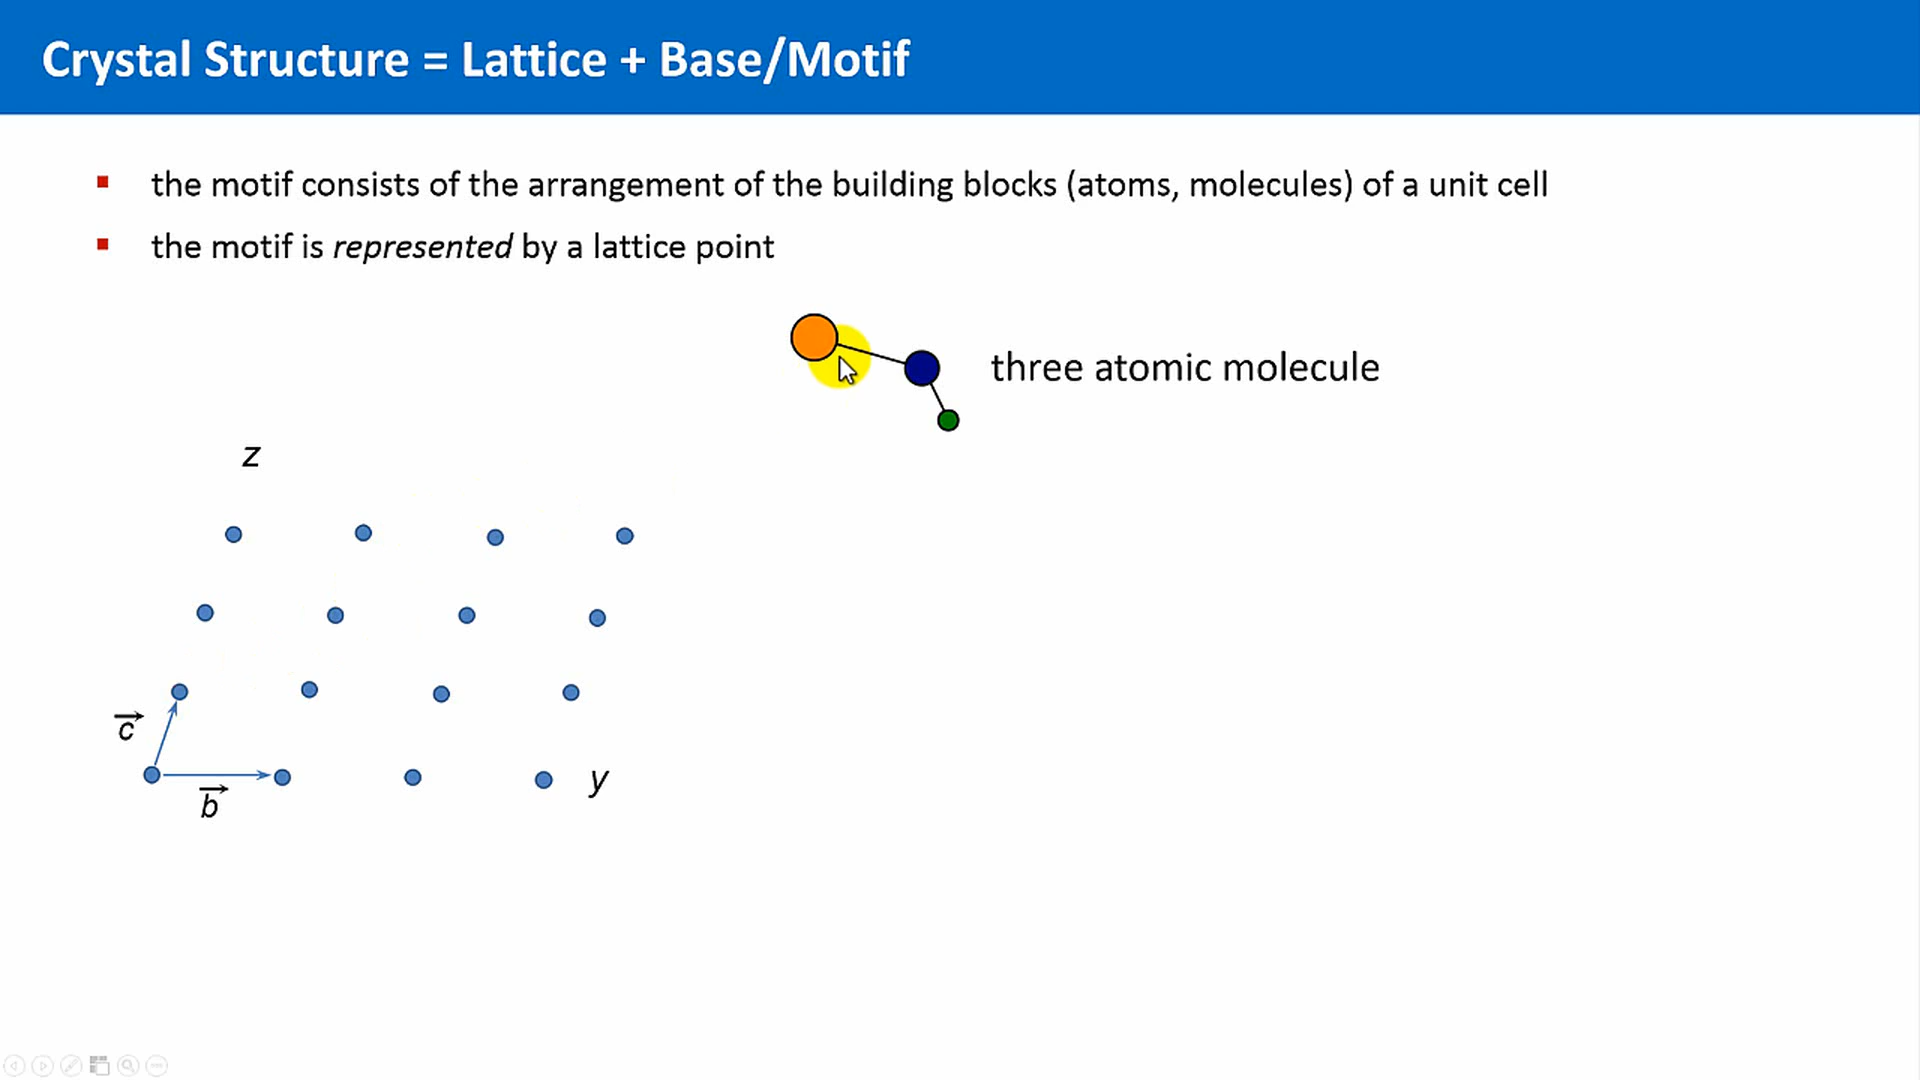 Crystal Structure = Lattice + Base/Motif
the motif consists of the arrangement of the building blocks (atoms, molecules) of a unit cell
the motif is represented by a lattice point
three atomic molecule
z
c
b
y